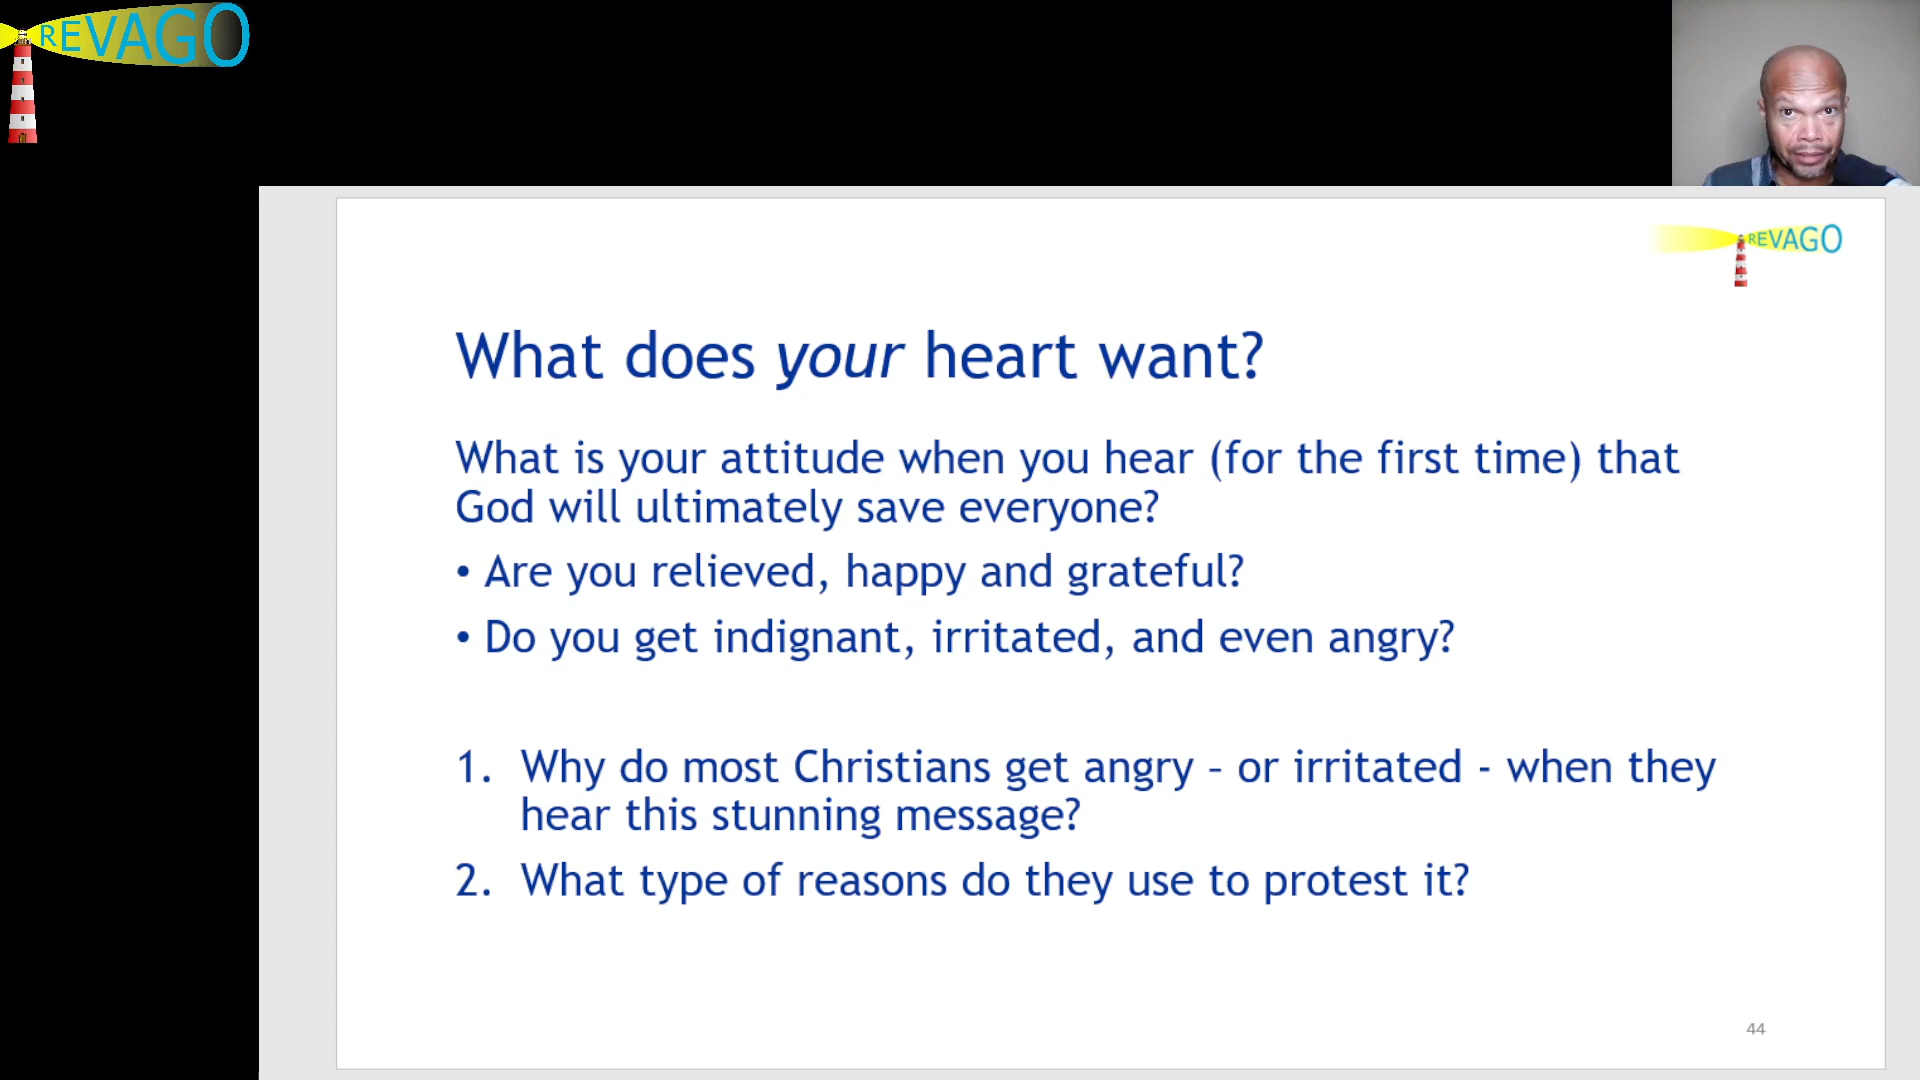 REVAGO
REVAGO
What does your heart want?
What is your attitude when you hear (for the first time) that
God will ultimately save everyone?
• Are you relieved, happy and grateful?
• Do you get indignant, irritated, and even angry?
1. Why do most Christians get angry – or irritated - when they
hear this stunning message?
2. What type of reasons do they use to protest it?
44